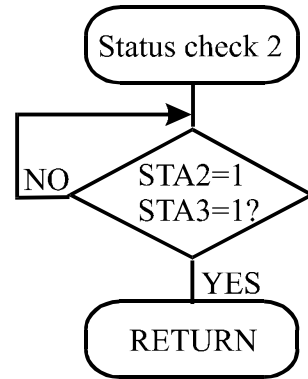 Status check 2
STA2=1
STA3=1?
NO
YES
RETURN